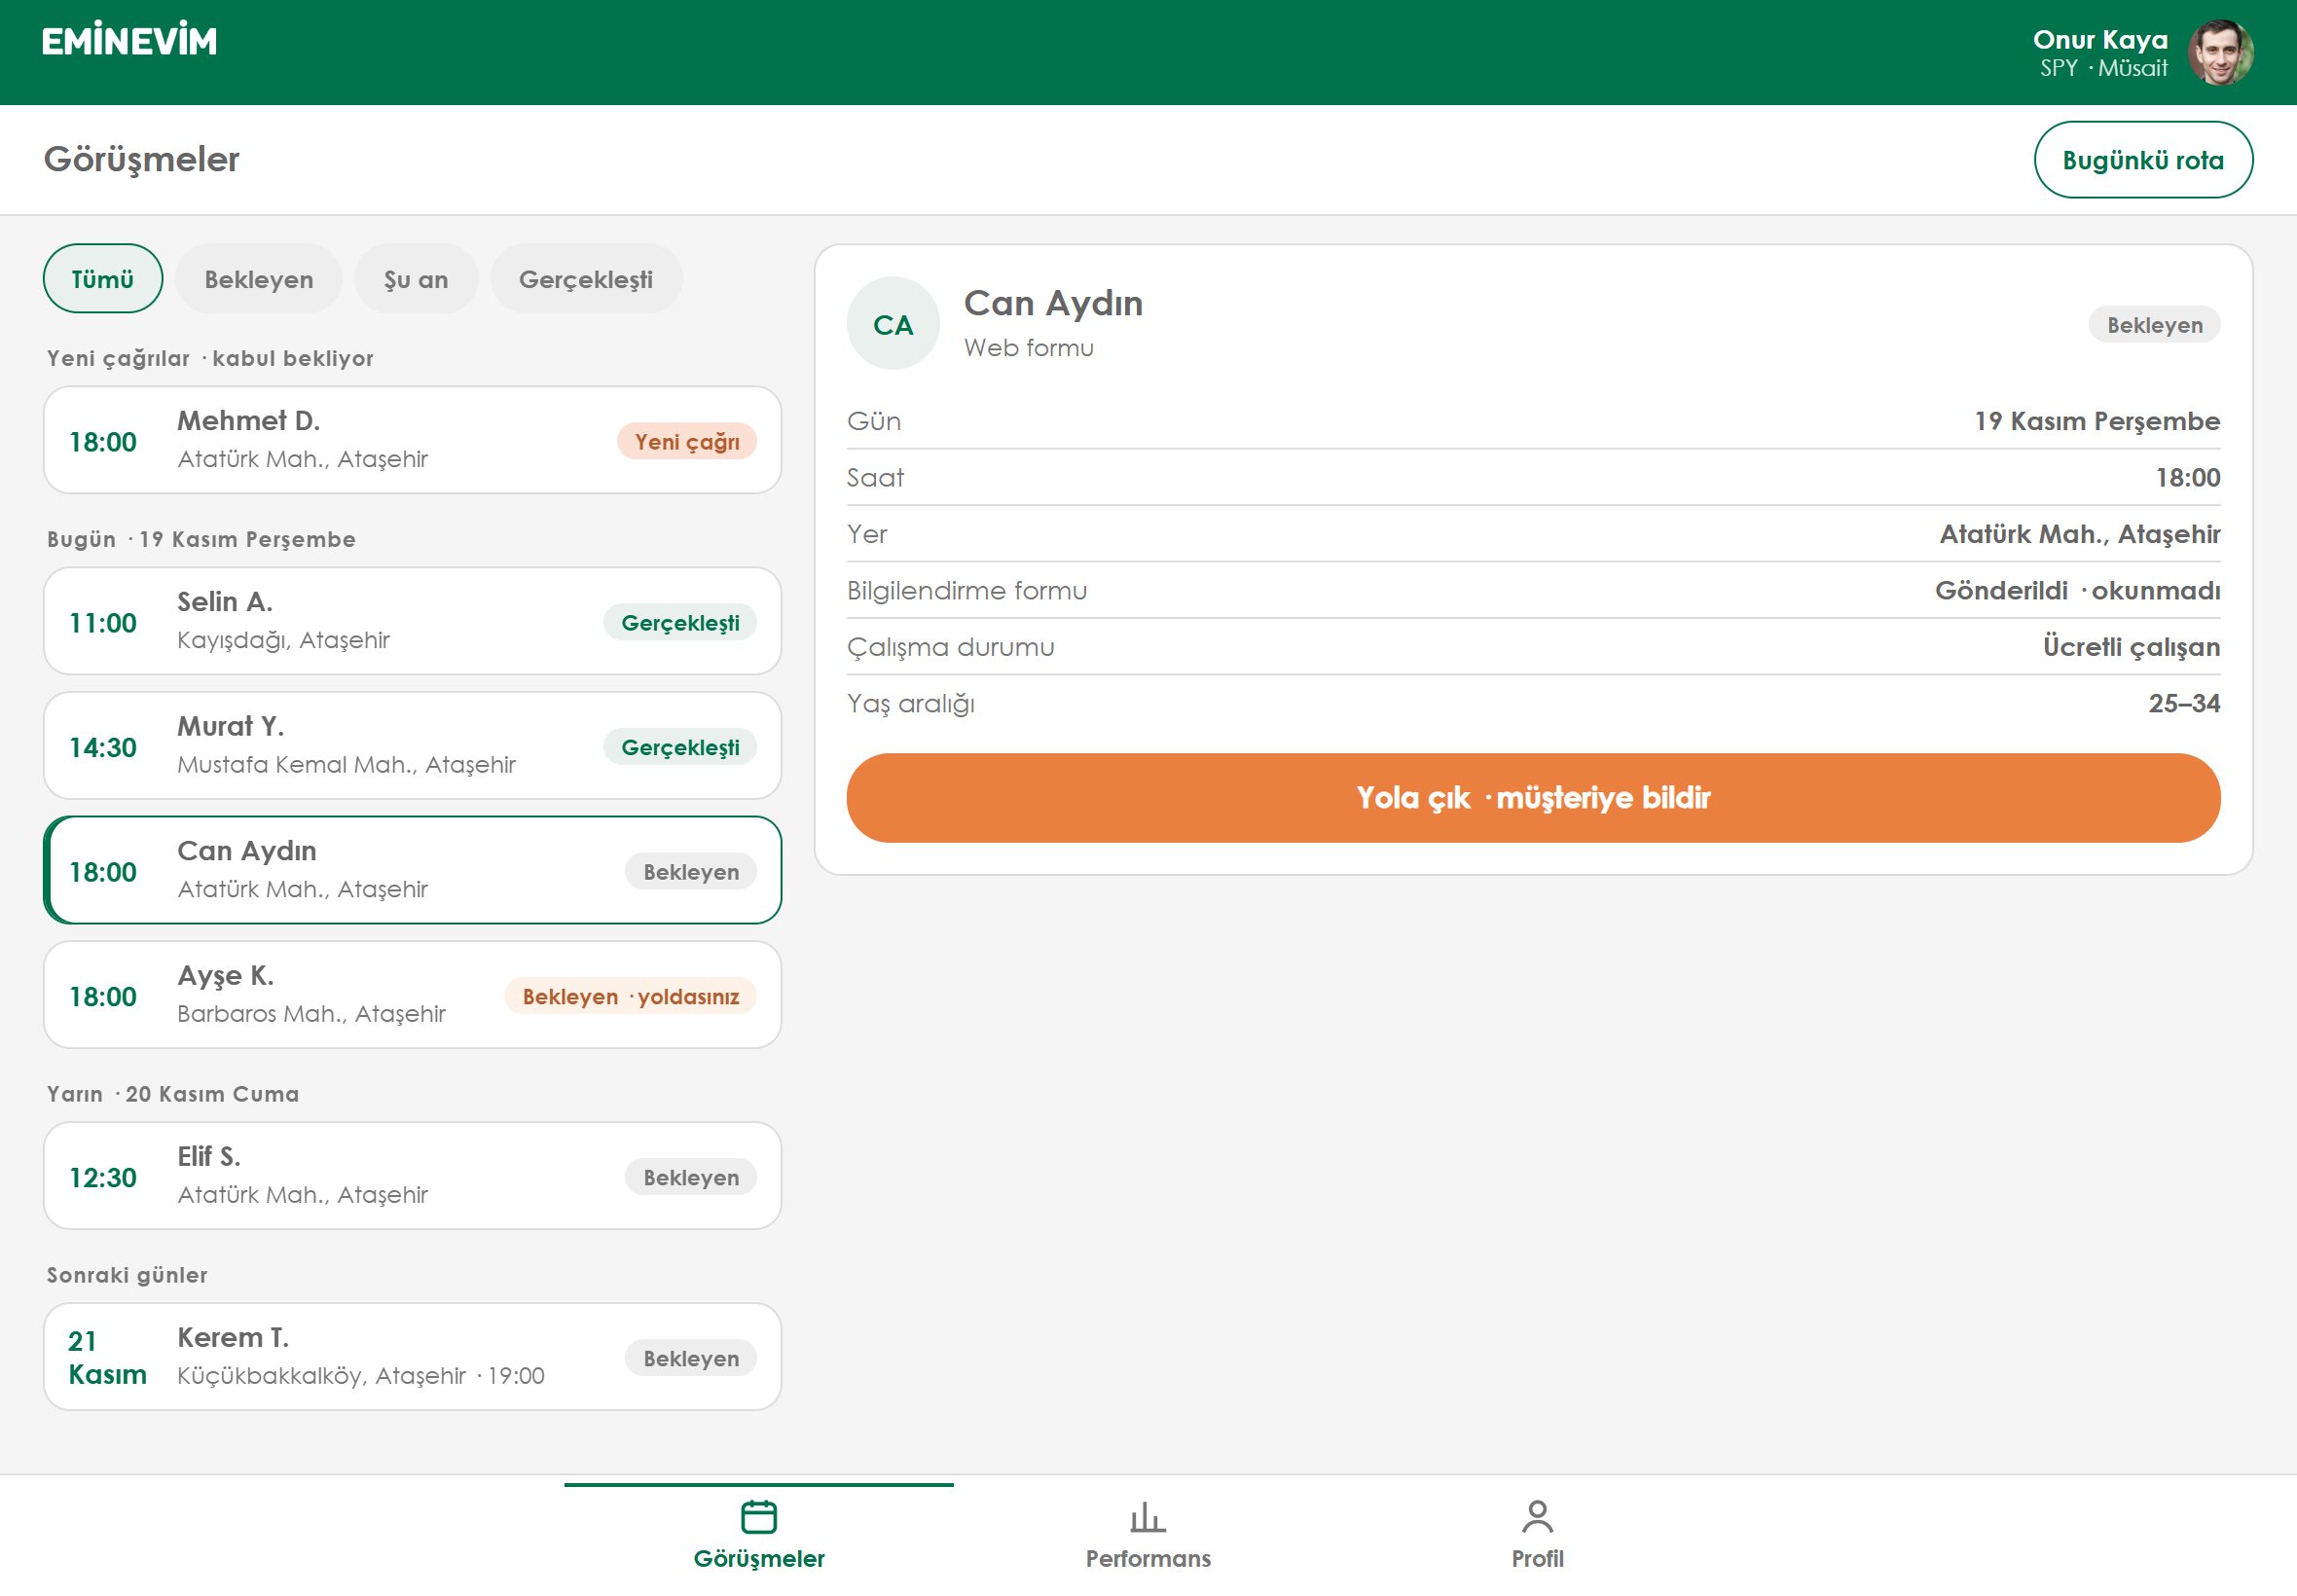 EMİNEVİM
Onur Kaya
SPY · Müsait
Görüşmeler
Bugünkü rota
Tümü
Bekleyen
Şu an
Gerçekleşti
Yeni çağrılar · kabul bekliyor
18:00
Mehmet D.
Atatürk Mah., Ataşehir
Yeni çağrı
Bugün · 19 Kasım Perşembe
11:00
Selin A.
Kayışdağı, Ataşehir
Gerçekleşti
14:30
Murat Y.
Mustafa Kemal Mah., Ataşehir
Gerçekleşti
18:00
Can Aydın
Atatürk Mah., Ataşehir
Bekleyen
18:00
Ayşe K.
Barbaros Mah., Ataşehir
Bekleyen · yoldasınız
Yarın · 20 Kasım Cuma
12:30
Elif S.
Atatürk Mah., Ataşehir
Bekleyen
Sonraki günler
21
Kasım
Kerem T.
Küçükbakkalköy, Ataşehir · 19:00
Bekleyen
CA
Can Aydın
Web formu
Bekleyen
Gün
19 Kasım Perşembe
Saat
18:00
Yer
Atatürk Mah., Ataşehir
Bilgilendirme formu
Gönderildi · okunmadı
Çalışma durumu
Ücretli çalışan
Yaş aralığı
25–34
Yola çık · müşteriye bildir
Görüşmeler
Performans
Profil